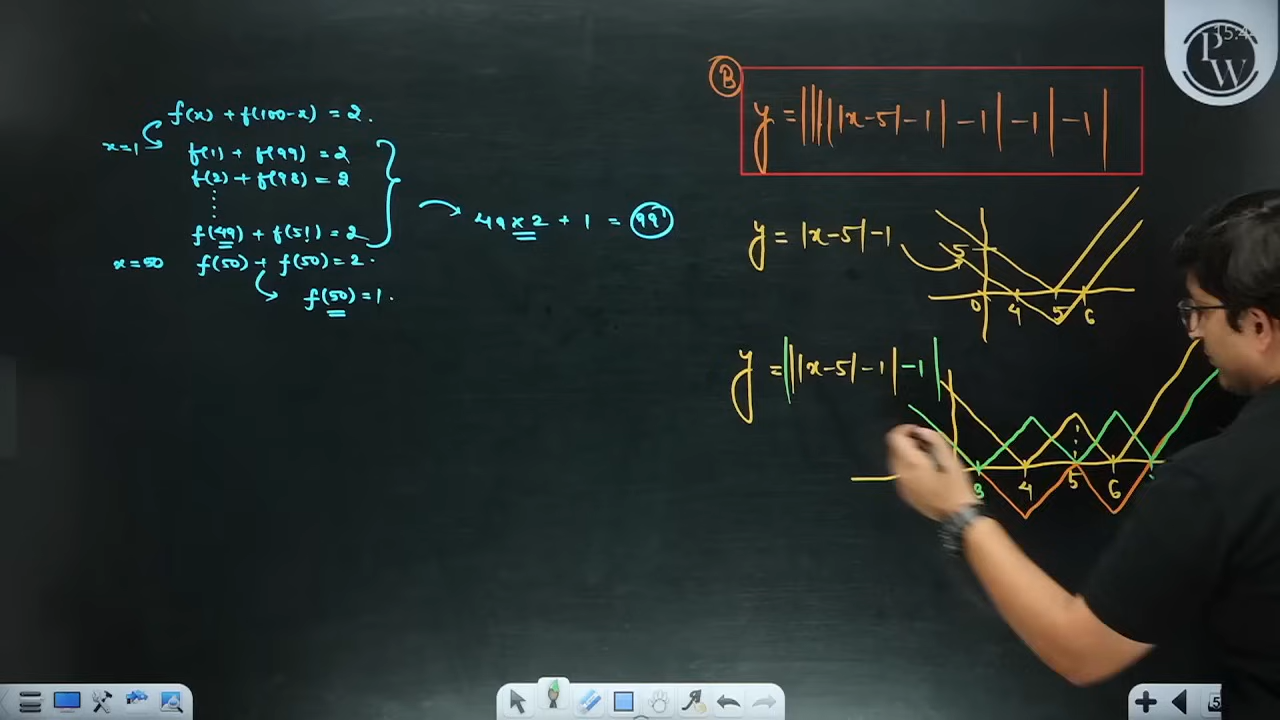 f(x) + f(100-x) = 2.
x=1
f(1) + f(99) = 2
f(2) + f(98) = 2
f(49) + f(51) = 2
x=50 f(50) + f(50) = 2.
f(50) = 1.
49 x 2 + 1 = 99
B
y = |||||x-5|-1|-1|-1|-1|
y = |x-5|-1
5
0 4 5 6
y = |||x-5|-1|-1|
3 4 5 6
PW